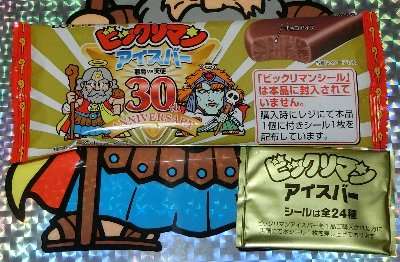 ビックリマン
アイスバー
悪魔VS天使
30th
ANNIVERSARY
「ビックリマンシール」
は本品に封入されて
いません。
購入時にレジにて本品
1個に付きシール1枚を
配布しています。
ビックリマン
アイスバー
シールは全24種